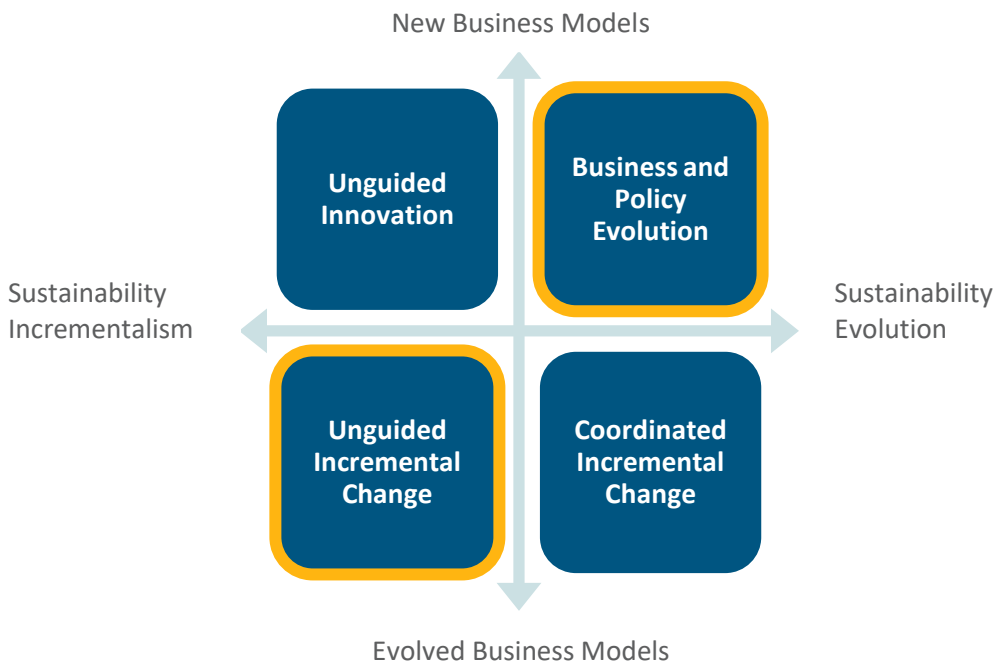 New Business Models
Unguided
Innovation
Business and
Policy
Evolution
Sustainability
Incrementalism
Sustainability
Evolution
Unguided
Incremental
Change
Coordinated
Incremental
Change
Evolved Business Models